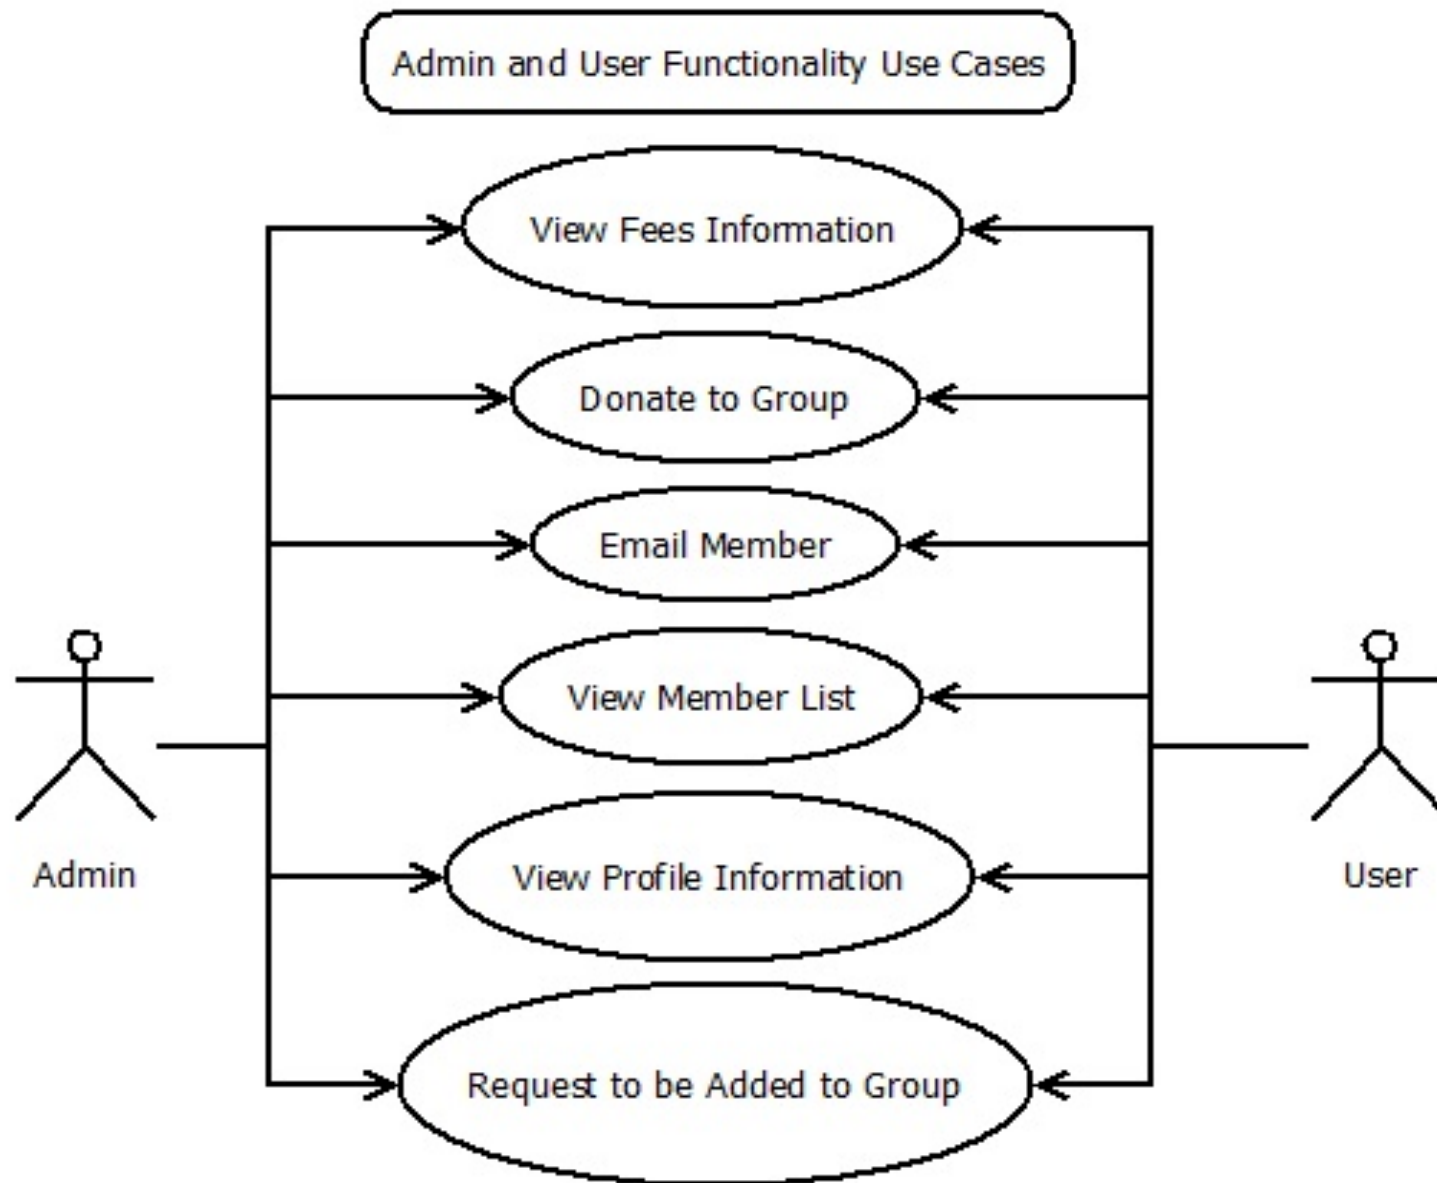 Admin and User Functionality Use Cases
View Fees Information
Donate to Group
Email Member
View Member List
View Profile Information
Admin
User
Request to be Added to Group